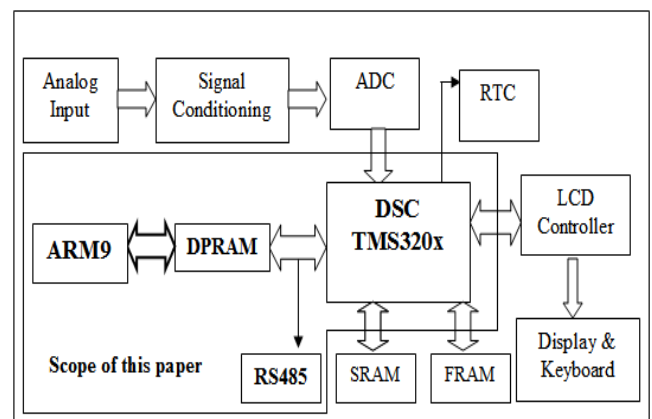 Analog
Input
Signal
Conditioning
ADC
RTC
DSC
TMS320x
LCD
Controller
ARM9
DPRAM
Display &
Keyboard
Scope of this paper
RS485
SRAM
FRAM